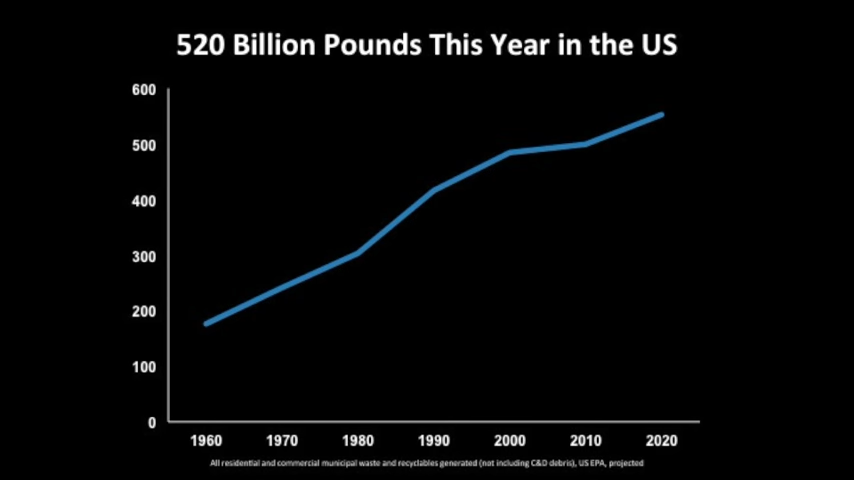 520 Billion Pounds This Year in the US
600
500
400
300
200
100
0
1960 1970 1980 1990 2000 2010 2020
All residential and commercial municipal waste and recyclables generated (not including C&D debris), US EPA, projected